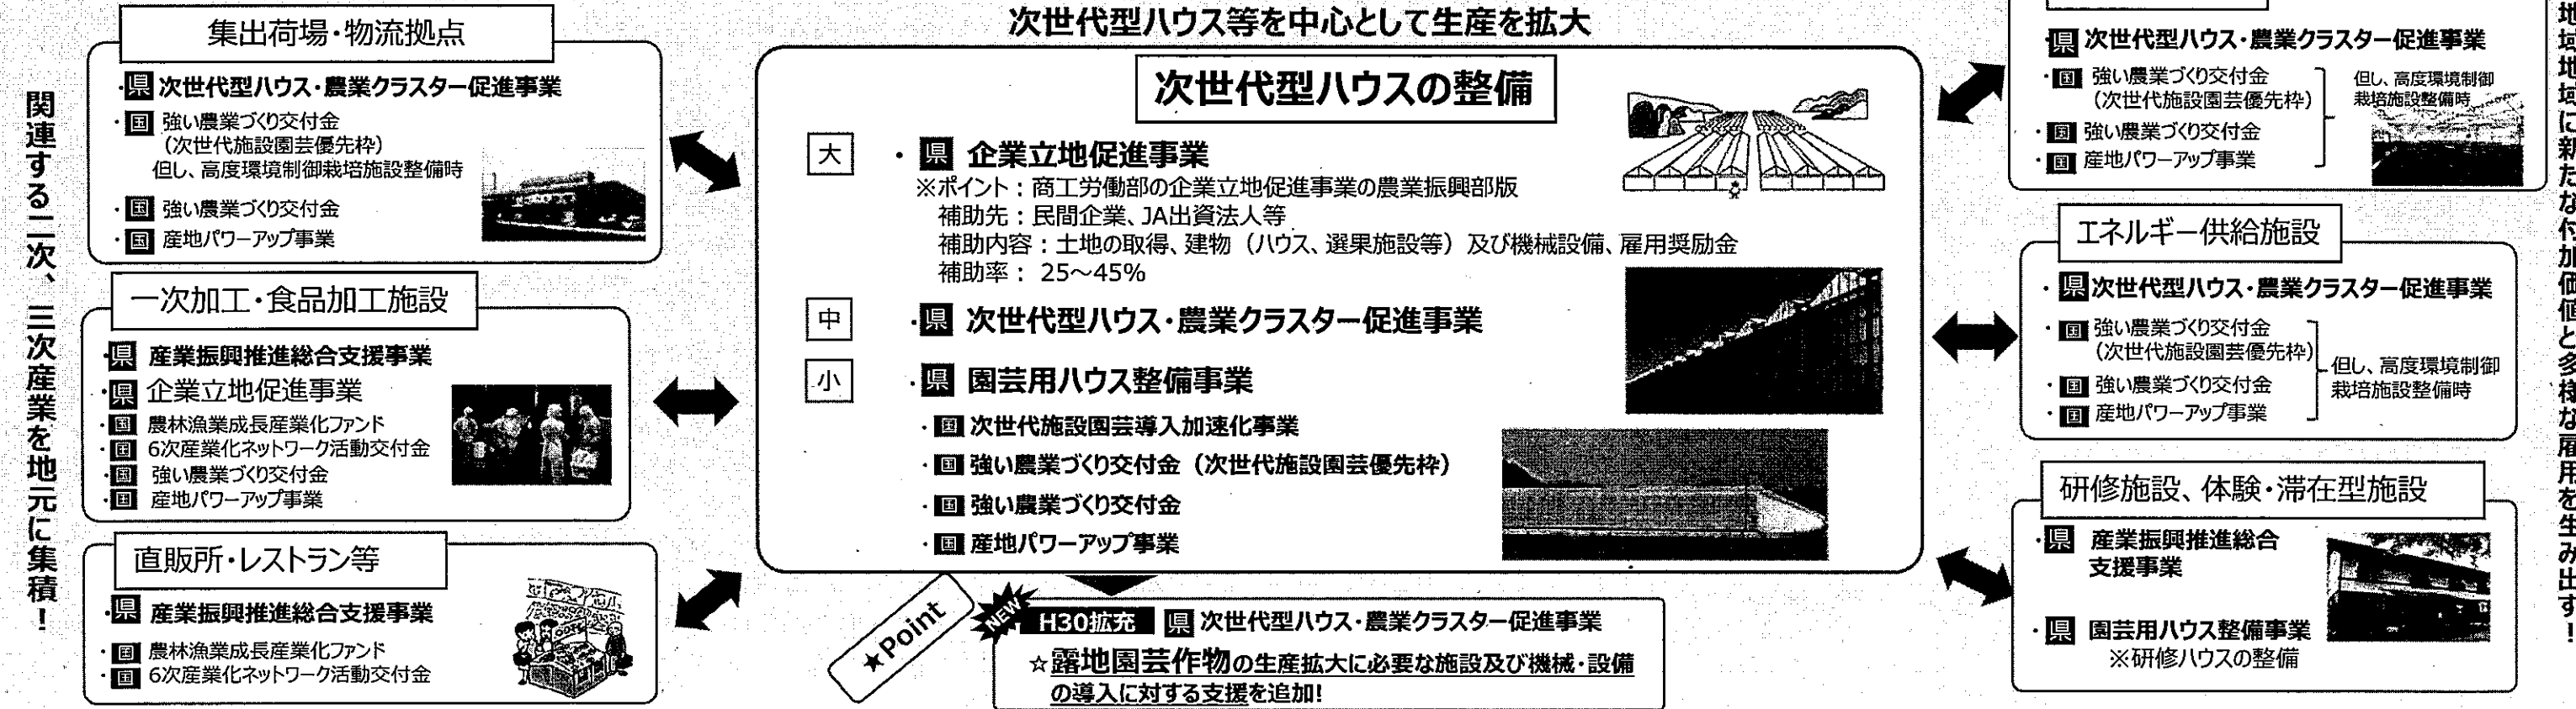 次世代型ハウス等を中心として生産を拡大
関連する二次、三次産業を地元に集積！
集出荷場・物流拠点
・県 次世代型ハウス・農業クラスター促進事業
・国 強い農業づくり交付金
（次世代施設園芸優先枠）
但し、高度環境制御栽培施設整備時
・国 強い農業づくり交付金
・国 産地パワーアップ事業
一次加工・食品加工施設
・県 産業振興推進総合支援事業
・県 企業立地促進事業
・国 農林漁業成長産業化ファンド
・国 6次産業化ネットワーク活動交付金
・国 強い農業づくり交付金
・国 産地パワーアップ事業
直販所・レストラン等
・県 産業振興推進総合支援事業
・国 農林漁業成長産業化ファンド
・国 6次産業化ネットワーク活動交付金
次世代型ハウスの整備
大 ・県 企業立地促進事業
※ポイント：商工労働部の企業立地促進事業の農業振興部版
補助先：民間企業、JA出資法人等
補助内容：土地の取得、建物（ハウス、選果施設等）及び機械設備、雇用奨励金
補助率： 25～45%
中 ・県 次世代型ハウス・農業クラスター促進事業
小 ・県 園芸用ハウス整備事業
・国 次世代施設園芸導入加速化事業
・国 強い農業づくり交付金（次世代施設園芸優先枠）
・国 強い農業づくり交付金
・国 産地パワーアップ事業
★Point
NEW
H30拡充 県 次世代型ハウス・農業クラスター促進事業
☆露地園芸作物の生産拡大に必要な施設及び機械・設備
の導入に対する支援を追加!
・県 次世代型ハウス・農業クラスター促進事業
・国 強い農業づくり交付金
（次世代施設園芸優先枠）
・国 強い農業づくり交付金
・国 産地パワーアップ事業
但し、高度環境制御
栽培施設整備時
エネルギー供給施設
・県 次世代型ハウス・農業クラスター促進事業
・国 強い農業づくり交付金
（次世代施設園芸優先枠）
・国 強い農業づくり交付金
・国 産地パワーアップ事業
但し、高度環境制御
栽培施設整備時
研修施設、体験・滞在型施設
・県 産業振興推進総合
支援事業
・県 園芸用ハウス整備事業
※研修ハウスの整備
地域地域に新たな付加価値と多様な雇用を生み出す！